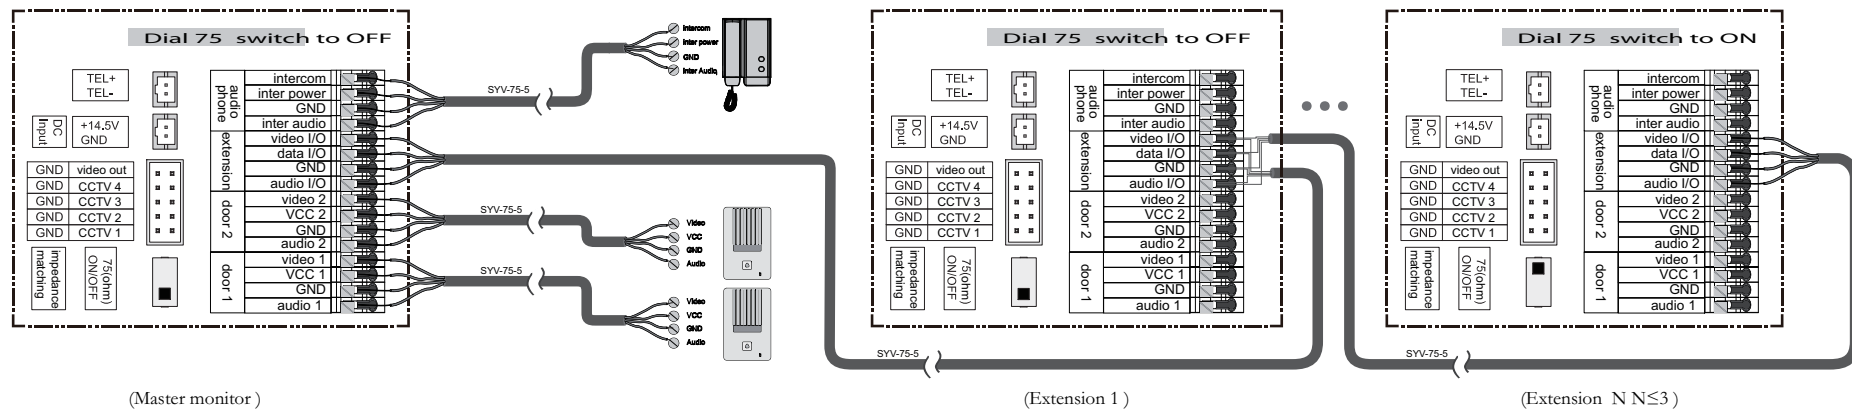 Dial 75 switch to OFF
TEL+
TEL-
DC
Input
+14.5V
GND
GND video out
GND CCTV 4
GND CCTV 3
GND CCTV 2
GND CCTV 1
impedance
matching
75(ohm)
ON/OFF
audio
phone
intercom
inter power
GND
inter audio
extension
video I/O
data I/O
GND
audio I/O
door 2
video 2
VCC 2
GND
audio 2
door 1
video 1
VCC 1
GND
audio 1
SYV-75-5
Intercom
Inter power
GND
Inter Audio
SYV-75-5
Video
VCC
GND
Audio
SYV-75-5
Video
VCC
GND
Audio
(Master monitor )
SYV-75-5
Dial 75 switch to OFF
TEL+
TEL-
DC
input
+14.5V
GND
GND video out
GND CCTV 4
GND CCTV 3
GND CCTV 2
GND CCTV 1
impedance
matching
75(ohm)
ON/OFF
audio
phone
intercom
inter power
GND
inter audio
extension
video I/O
data I/O
GND
audio I/O
door 2
video 2
VCC 2
GND
audio 2
door 1
video 1
VCC 1
GND
audio 1
(Extension 1 )
SYV-75-5
Dial 75 switch to ON
TEL+
TEL-
DC
input
+14.5V
GND
GND video out
GND CCTV 4
GND CCTV 3
GND CCTV 2
GND CCTV 1
impedance
matching
75(ohm)
ON/OFF
audio
phone
intercom
inter power
GND
inter audio
extension
video I/O
data I/O
GND
audio I/O
door 2
video 2
VCC 2
GND
audio 2
door 1
video 1
VCC 1
GND
audio 1
(Extension N N≤3 )